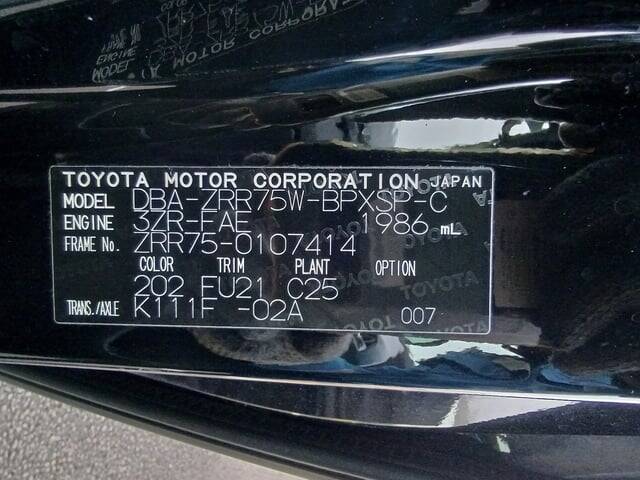 TOYOTA MOTOR CORPORATION JAPAN
MODEL DBA-ZRR75W-BPXSP-C
ENGINE 3ZR-FAE 1986 mL
FRAME No. ZRR75-0107414
COLOR TRIM PLANT OPTION
202 FU21 C25
TRANS./AXLE K111F -02A 007